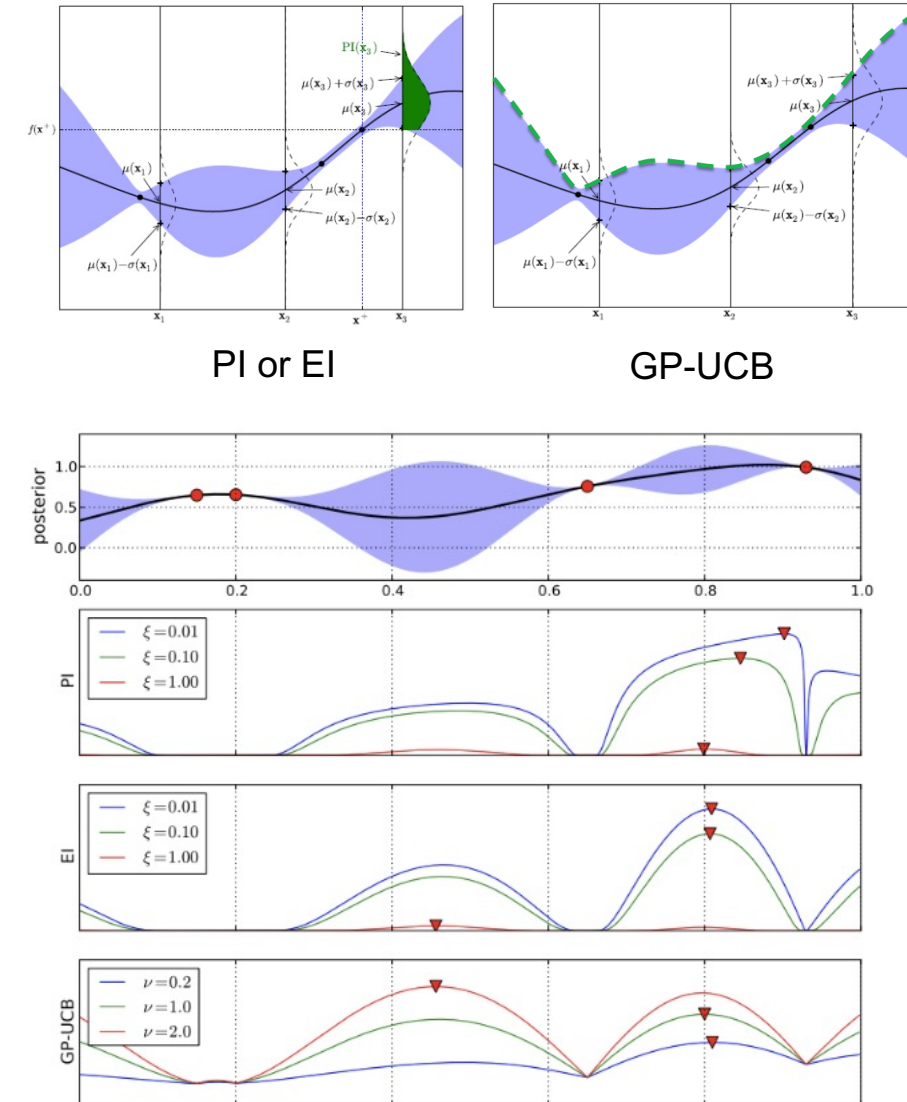 PI(x₃)
μ(x₃)+σ(x₃)
μ(x₃)
f(x⁺)
μ(x₁)
μ(x₂)
μ(x₂)−σ(x₂)
μ(x₁)−σ(x₁)
x₁ x₂ x⁺ x₃
μ(x₃)+σ(x₃)
μ(x₃)
μ(x₁)
μ(x₂)
μ(x₂)−σ(x₂)
μ(x₁)−σ(x₁)
x₁ x₂ x₃
PI or EI
GP-UCB
posterior
1.0
0.5
0.0
0.0 0.2 0.4 0.6 0.8 1.0
PI
ξ=0.01
ξ=0.10
ξ=1.00
EI
ξ=0.01
ξ=0.10
ξ=1.00
GP-UCB
ν=0.2
ν=1.0
ν=2.0